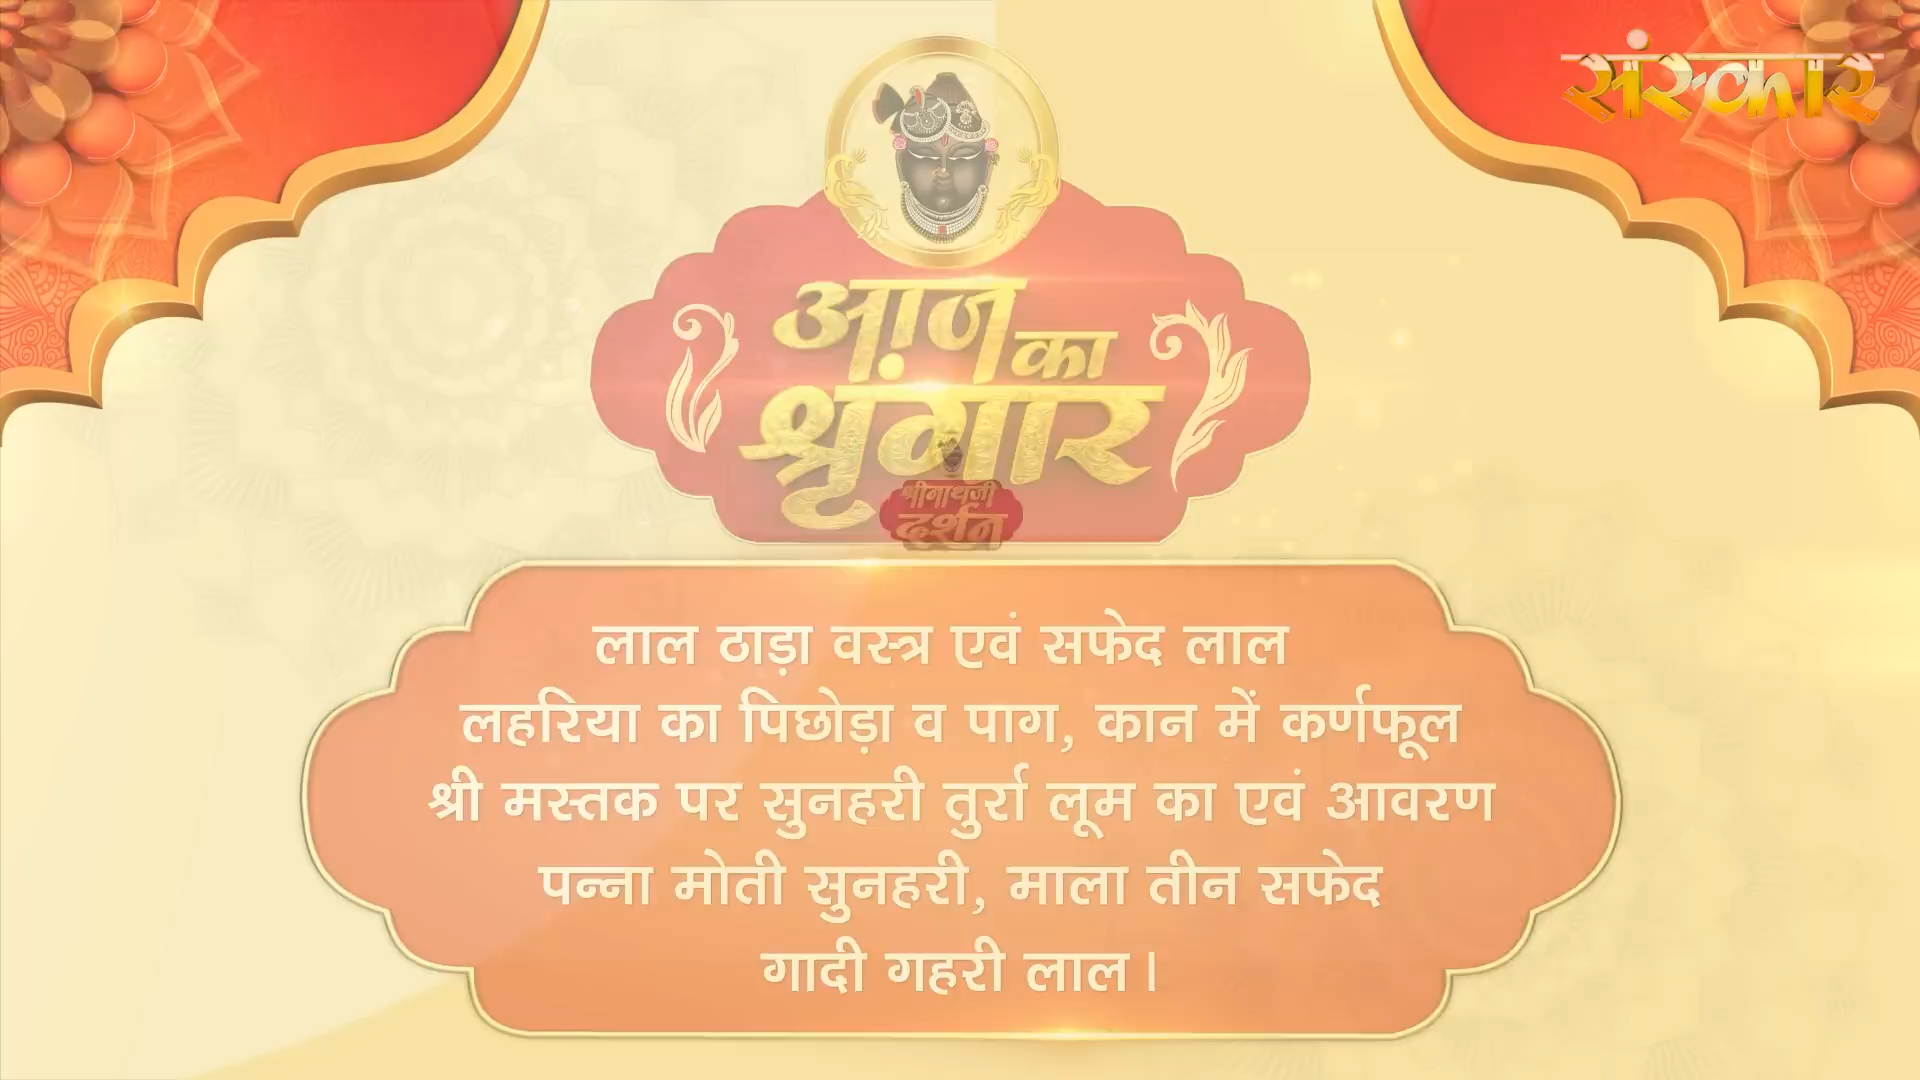 संस्कार
आज का
श्रृंगार
श्रीनाथजी
दर्शन
लाल ठाड़ा वस्त्र एवं सफेद लाल
लहरिया का पिछोड़ा व पाग, कान में कर्णफूल
श्री मस्तक पर सुनहरी तुर्रा लूम का एवं आवरण
पन्ना मोती सुनहरी, माला तीन सफेद
गादी गहरी लाल।